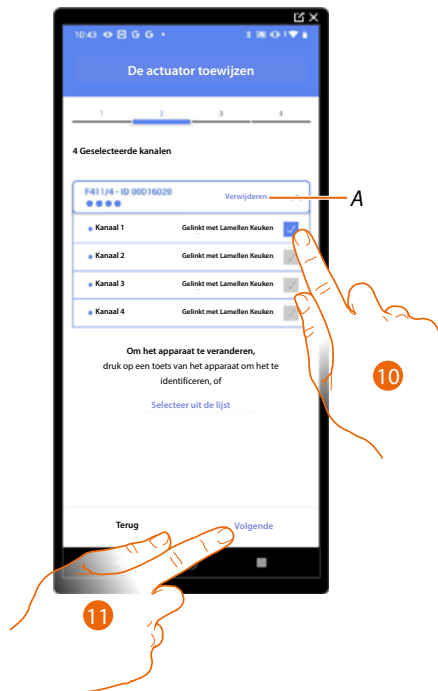 10:43 G G
De actuator toewijzen
1 2 3 4
4 Geselecteerde kanalen
F411/4 - ID 00D16020 Verwijderen A
Kanaal 1 Gelinkt met Lamellen Keuken
Kanaal 2 Gelinkt met Lamellen Keuken
Kanaal 3 Gelinkt met Lamellen Keuken
Kanaal 4 Gelinkt met Lamellen Keuken
Om het apparaat te veranderen,
druk op een toets van het apparaat om het te
identificeren, of
Selecteer uit de lijst
10
Terug Volgende
11